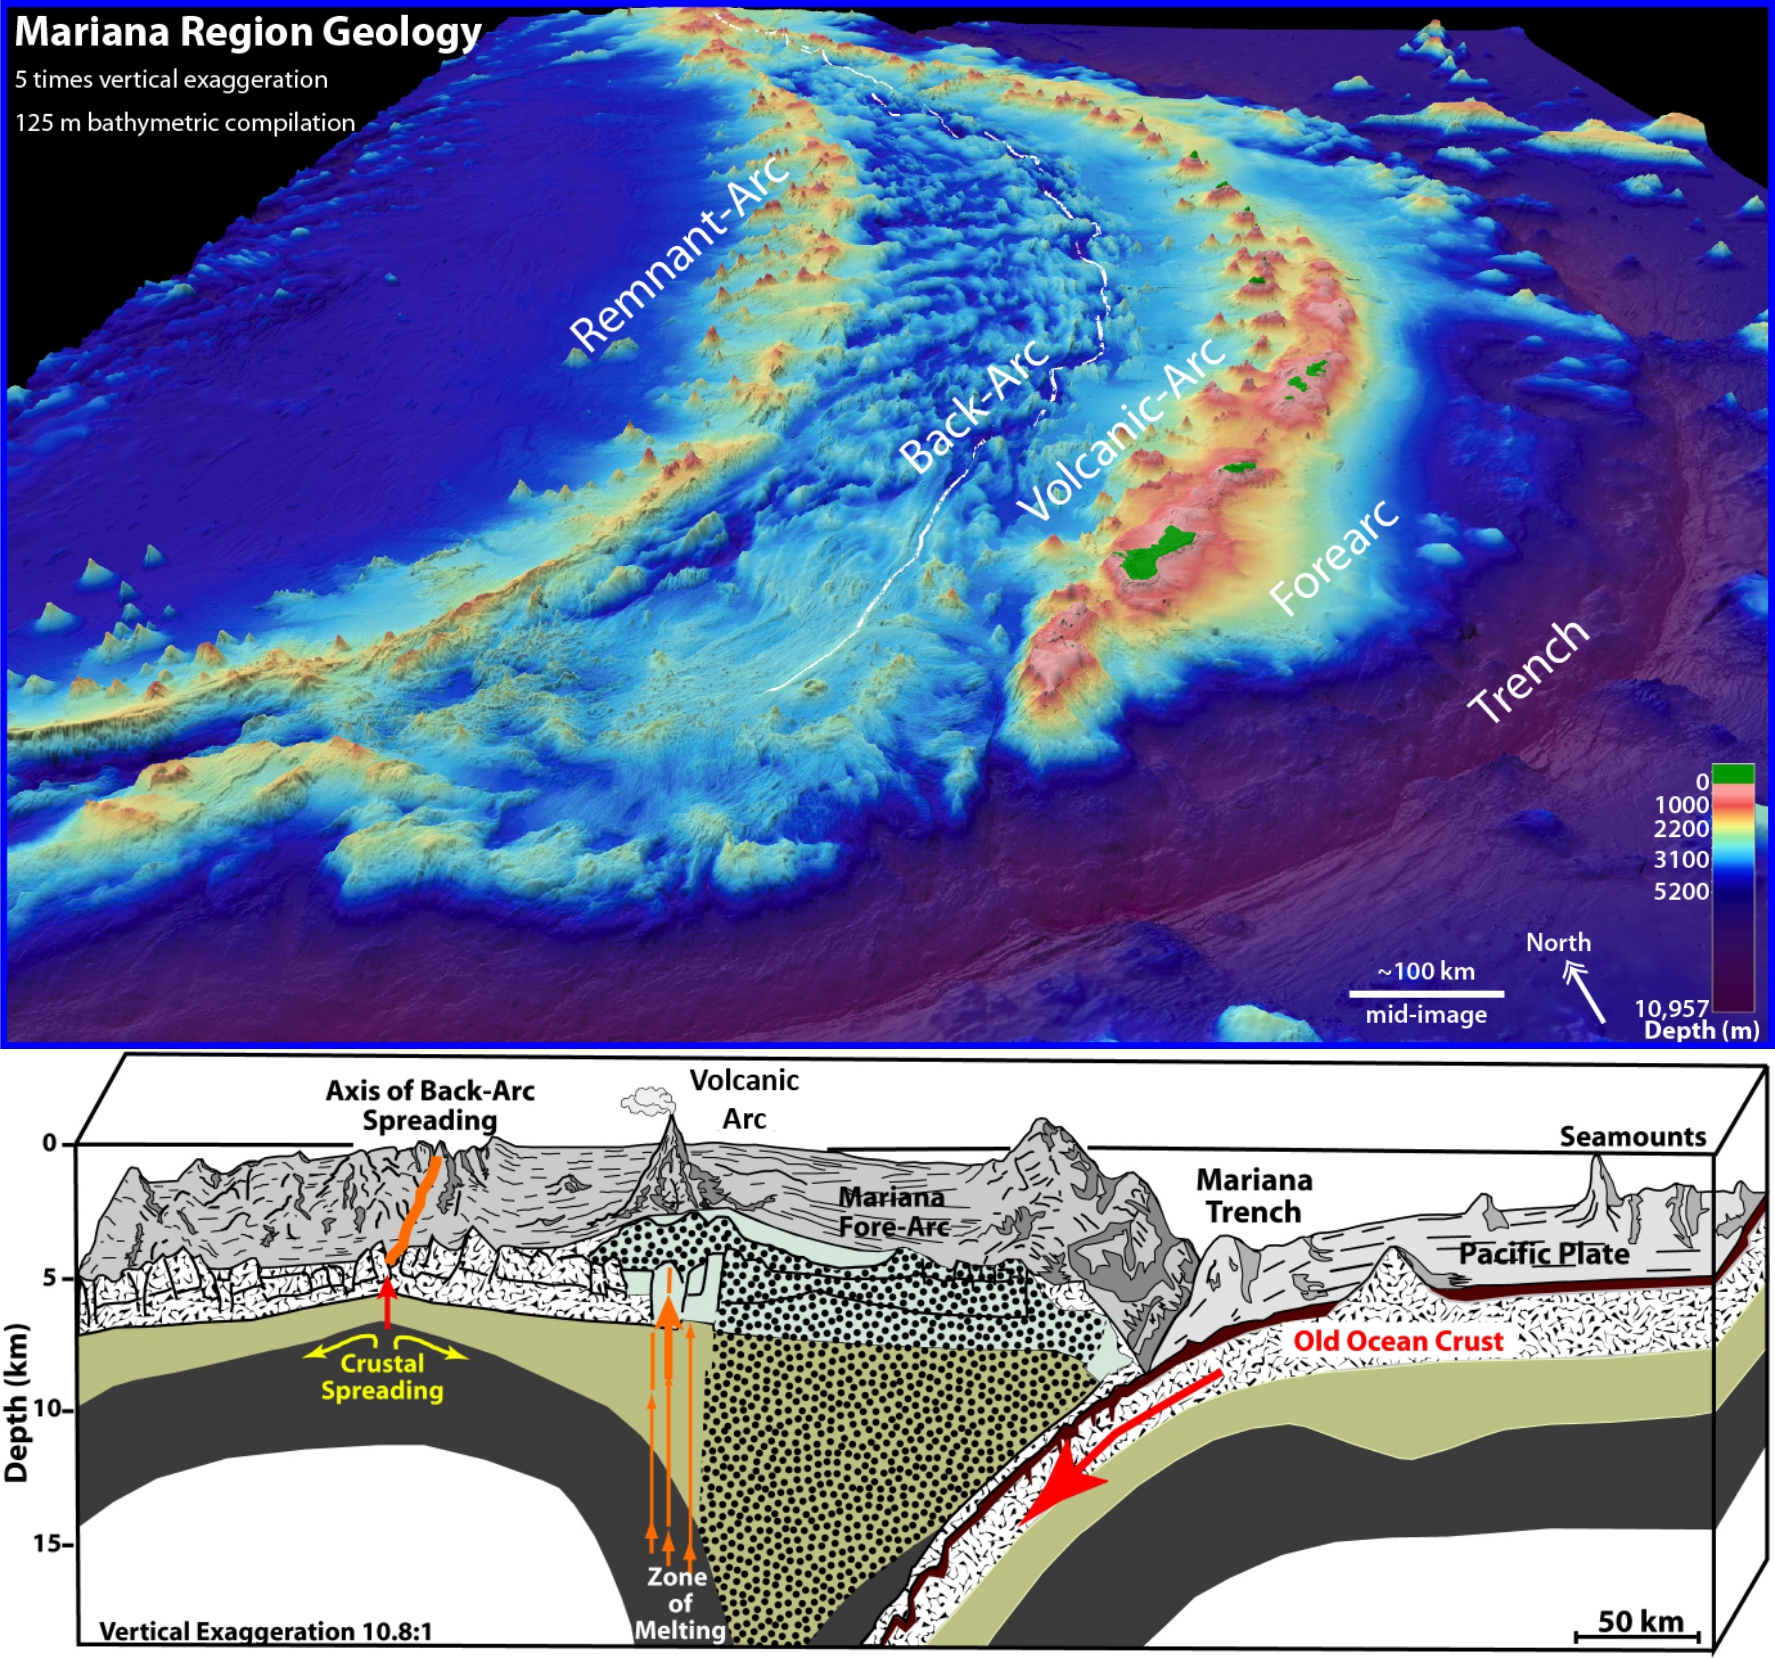 Mariana Region Geology
5 times vertical exaggeration
125 m bathymetric compilation
Remnant-Arc
Back-Arc
Volcanic-Arc
Forearc
Trench
0
1000
2200
3100
5200
10,957
Depth (m)
North
~100 km
mid-image
Axis of Back-Arc
Spreading
Volcanic
Arc
Seamounts
Mariana
Fore-Arc
Mariana
Trench
Pacific Plate
Old Ocean Crust
Crustal
Spreading
Zone
of
Melting
0
5
10
15
Depth (km)
Vertical Exaggeration 10.8:1
50 km